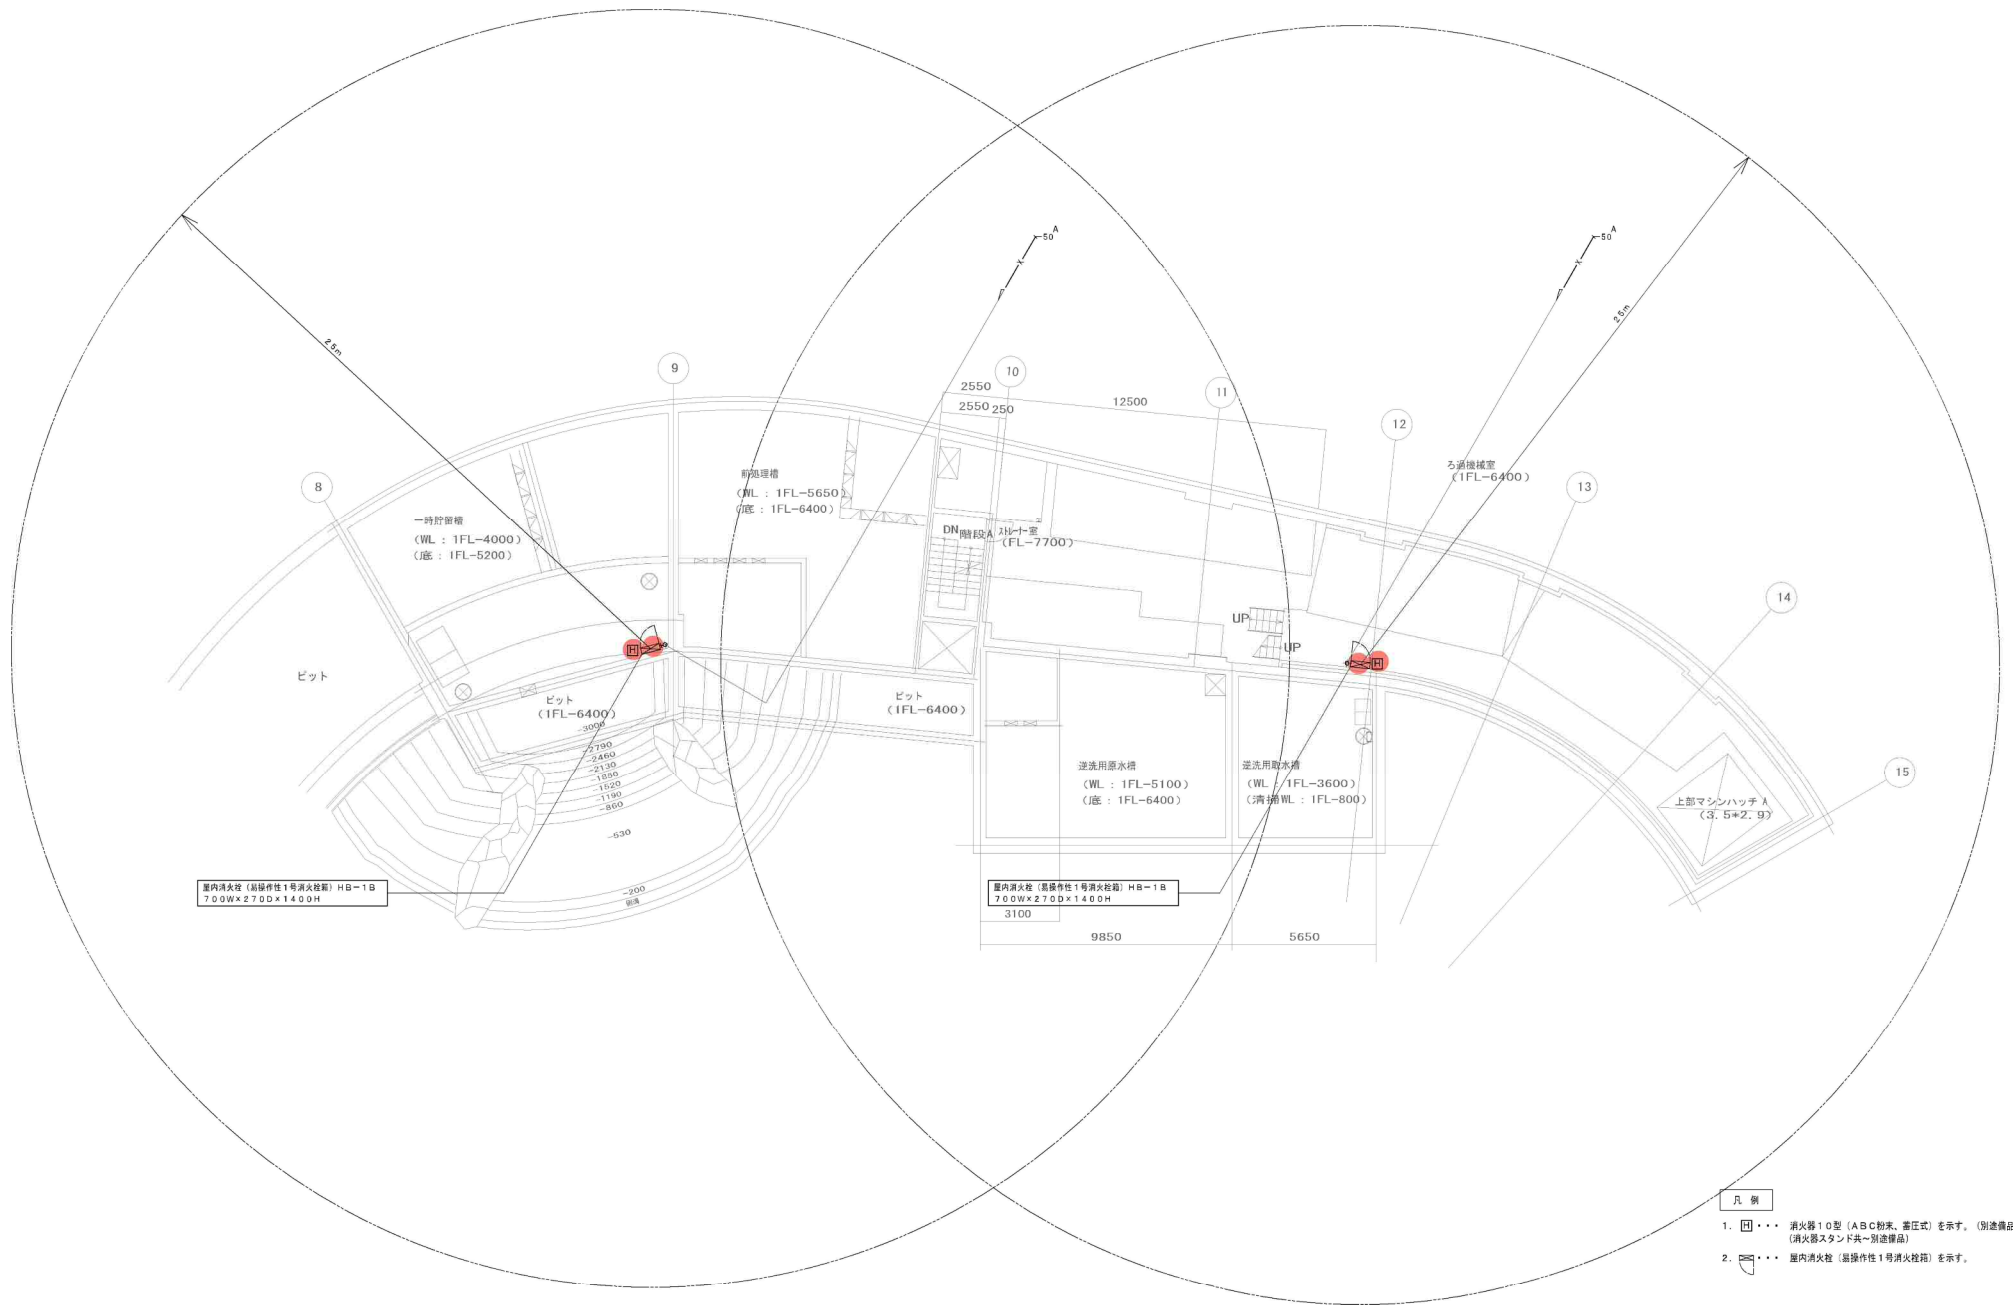 50A
50A
25m
25m
9
10
2550
12500
11
2550 250
12
8
13
前処理槽
(WL : 1FL-5650)
(底 : 1FL-6400)
ろ過機械室
(1FL-6400)
一時貯留槽
(WL : 1FL-4000)
(底 : 1FL-5200)
DN
階段A
ストレーナー室
(FL-7700)
14
UP
UP
H
H
ピット
ピット
(1FL-6400)
ピット
(1FL-6400)
-3000
-2790
-2460
-2130
-1850
-1520
-1190
-860
-530
-200
逆洗用原水槽
(WL : 1FL-5100)
(底 : 1FL-6400)
逆洗用取水槽
(WL : 1FL-3600)
(清掃WL : 1FL-800)
15
上部マシンハッチ A
(3.5*2.9)
屋内消火栓（易操作性1号消火栓箱）HB-1B
700W×270D×1400H
屋内消火栓（易操作性1号消火栓箱）HB-1B
700W×270D×1400H
3100
9850
5650
凡 例
1. H・・・ 消火器10型（ABC粉末、蓄圧式）を示す。（別途備品
（消火器スタンド共～別途備品）
2. ・・・ 屋内消火栓（易操作性1号消火栓箱）を示す。